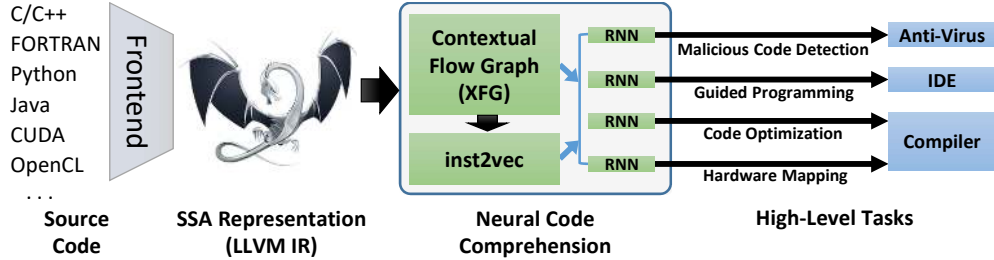 C/C++
FORTRAN
Python
Java
CUDA
OpenCL
. . .
Frontend
Contextual
Flow Graph
(XFG)
inst2vec
RNN
RNN
RNN
RNN
Malicious Code Detection
Guided Programming
Code Optimization
Hardware Mapping
Anti-Virus
IDE
Compiler
Source
Code
SSA Representation
(LLVM IR)
Neural Code
Comprehension
High-Level Tasks